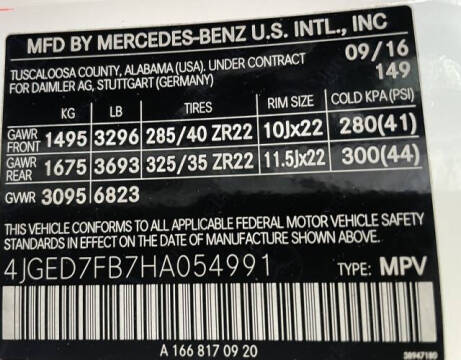 MFD BY MERCEDES-BENZ U.S. INTL., INC
TUSCALOOSA COUNTY, ALABAMA (USA). UNDER CONTRACT 09/16
FOR DAIMLER AG, STUTTGART (GERMANY) 149
KG LB TIRES RIM SIZE COLD KPA (PSI)
GAWR FRONT 1495 3296 285/40 ZR22 10Jx22 280(41)
GAWR REAR 1675 3693 325/35 ZR22 11.5Jx22 300(44)
GVWR 3095 6823
THIS VEHICLE CONFORMS TO ALL APPLICABLE FEDERAL MOTOR VEHICLE SAFETY
STANDARDS IN EFFECT ON THE DATE OF MANUFACTURE SHOWN ABOVE.
4JGED7FB7HA054991 TYPE: MPV
A 166 817 09 20